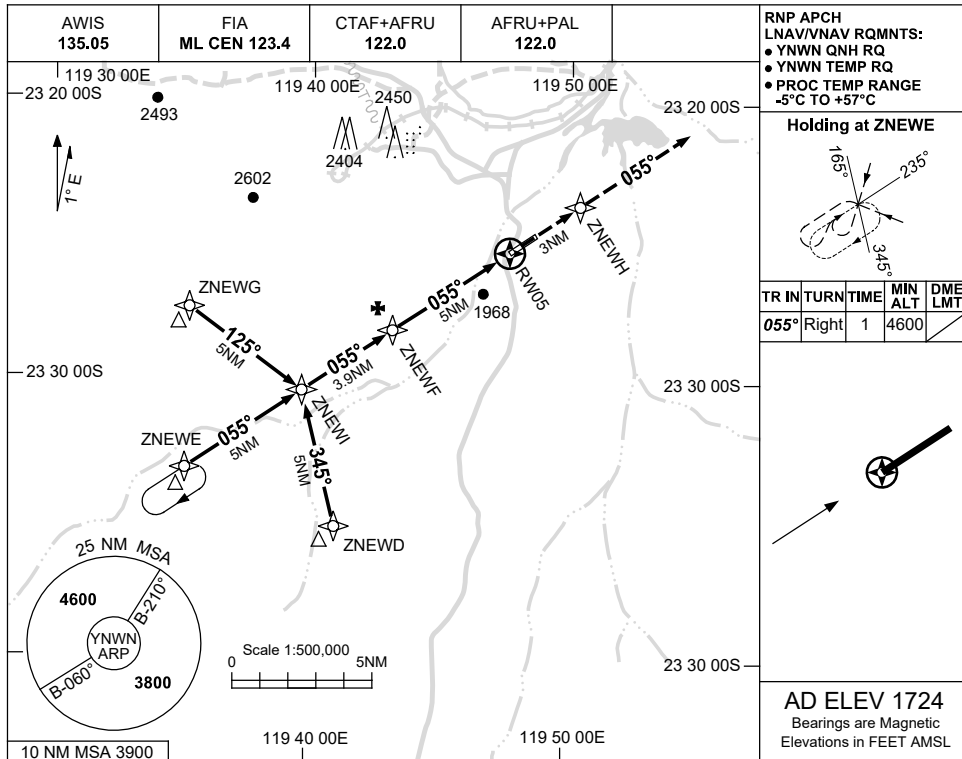 AWIS
135.05
FIA
ML CEN 123.4
CTAF+AFRU
122.0
AFRU+PAL
122.0
RNP APCH
LNAV/VNAV RQMNTS:
● YNWN QNH RQ
● YNWN TEMP RQ
● PROC TEMP RANGE
-5°C TO +57°C
119 30 00E
119 40 00E
119 50 00E
23 20 00S
23 20 00S
2493
2450
2404
2602
1° E
055°
ZNEWH
3NM
RW05
055°
5NM
1968
ZNEWG
125°
5NM
055°
3.9NM
ZNEWF
23 30 00S
23 30 00S
ZNEWI
ZNEWE
055°
5NM
345°
5NM
ZNEWD
25 NM MSA
4600
B-210°
YNWN
ARP
B-060°
3800
Scale 1:500,000
0
5NM
23 30 00S
10 NM MSA 3900
119 40 00E
119 50 00E
Holding at ZNEWE
165°
235°
345°
TR IN TURN TIME MIN ALT DME LMT
055° Right 1 4600
AD ELEV 1724
Bearings are Magnetic
Elevations in FEET AMSL